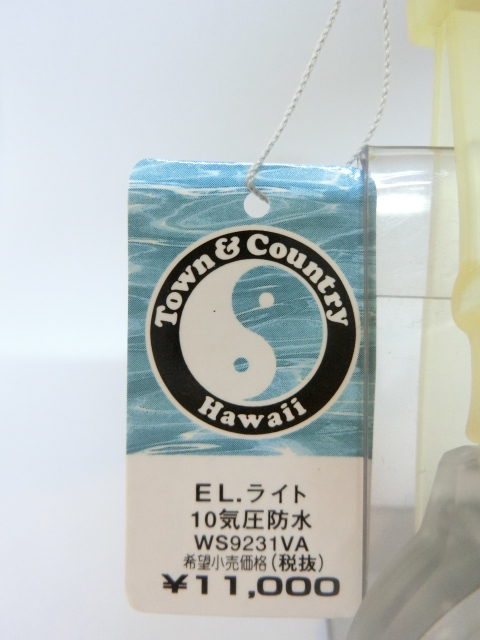 Town & Country
Hawaii
EL.ライト
10気圧防水
WS9231VA
希望小売価格(税抜)
¥11,000